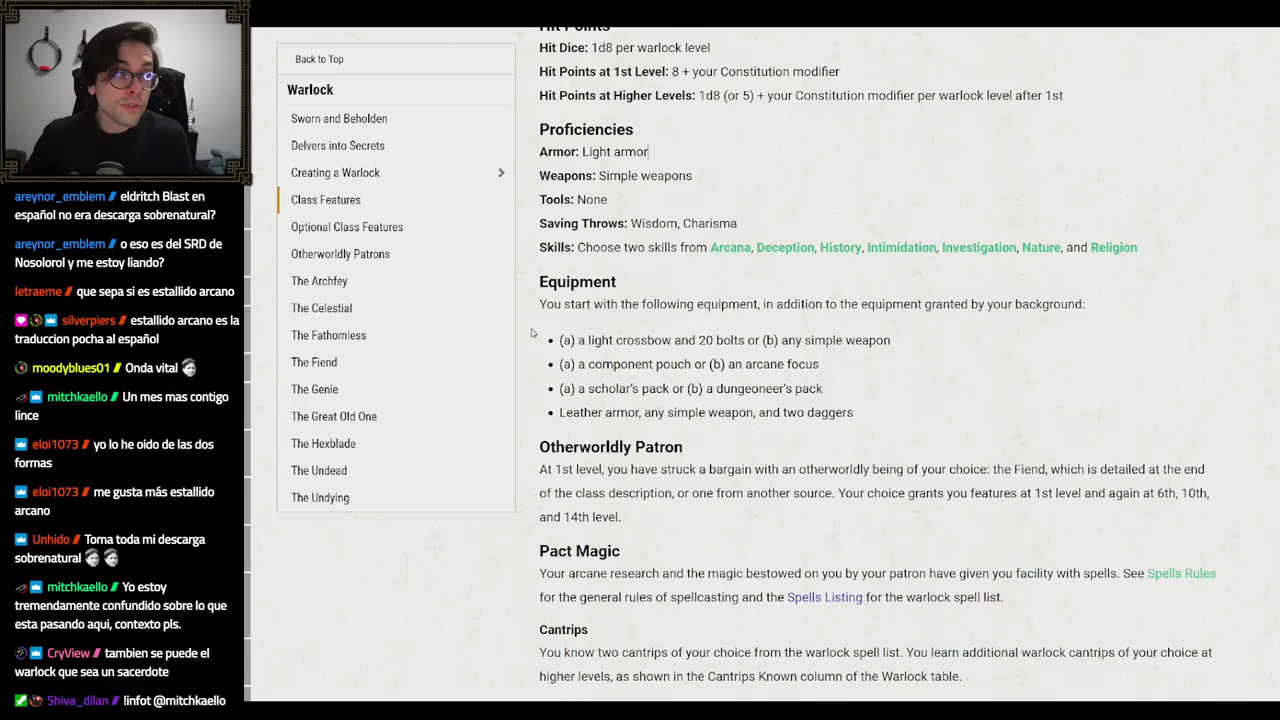 areynor_emblem // eldritch Blast en
español no era descarga sobrenatural?
areynor_emblem // o eso es del SRD de
Nosolorol y me estoy liando?
letraeme // que sepa si es estallido arcano
silverpiers // estallido arcano es la
traduccion pocha al español
moodyblues01 // Onda vital
mitchkaello // Un mes mas contigo
lince
eloi1073 // yo lo he oido de las dos
formas
eloi1073 // me gusta más estallido
arcano
Unhido // Toma toda mi descarga
sobrenatural
mitchkaello // Yo estoy
tremendamente confundido sobre lo que
esta pasando aqui, contexto pls.
CryView // tambien se puede el
warlock que sea un sacerdote
Shiva_dilan // !infot @mitchkaello
Back to Top
Warlock
Sworn and Beholden
Delvers into Secrets
Creating a Warlock
Class Features
Optional Class Features
Otherworldly Patrons
The Archfey
The Celestial
The Fathomless
The Fiend
The Genie
The Great Old One
The Hexblade
The Undead
The Undying
Hit Points
Hit Dice: 1d8 per warlock level
Hit Points at 1st Level: 8 + your Constitution modifier
Hit Points at Higher Levels: 1d8 (or 5) + your Constitution modifier per warlock level after 1st
Proficiencies
Armor: Light armor
Weapons: Simple weapons
Tools: None
Saving Throws: Wisdom, Charisma
Skills: Choose two skills from Arcana, Deception, History, Intimidation, Investigation, Nature, and Religion
Equipment
You start with the following equipment, in addition to the equipment granted by your background:
• (a) a light crossbow and 20 bolts or (b) any simple weapon
• (a) a component pouch or (b) an arcane focus
• (a) a scholar's pack or (b) a dungeoneer's pack
• Leather armor, any simple weapon, and two daggers
Otherworldly Patron
At 1st level, you have struck a bargain with an otherworldly being of your choice: the Fiend, which is detailed at the end
of the class description, or one from another source. Your choice grants you features at 1st level and again at 6th, 10th,
and 14th level.
Pact Magic
Your arcane research and the magic bestowed on you by your patron have given you facility with spells. See Spells Rules
for the general rules of spellcasting and the Spells Listing for the warlock spell list.
Cantrips
You know two cantrips of your choice from the warlock spell list. You learn additional warlock cantrips of your choice at
higher levels, as shown in the Cantrips Known column of the Warlock table.